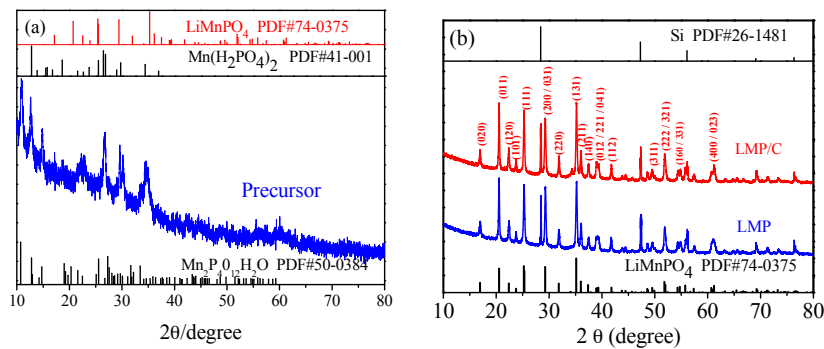 (a)
LiMnPO4 PDF#74-0375
Mn(H2PO4)2 PDF#41-001
Precursor
Mn2P4O12H2O PDF#50-0384
10 20 30 40 50 60 70 80
2θ/degree
(b)
Si PDF#26-1481
(020)
(011)
(120)
(101)
(111)
(200 / 031)
(220)
(131)
(211)
(140)
(012 / 221 / 041)
(112)
(311)
(222 / 321)
(160 / 331)
(400 / 023)
LMP/C
LMP
LiMnPO4 PDF#74-0375
10 20 30 40 50 60 70 80
2 θ (degree)